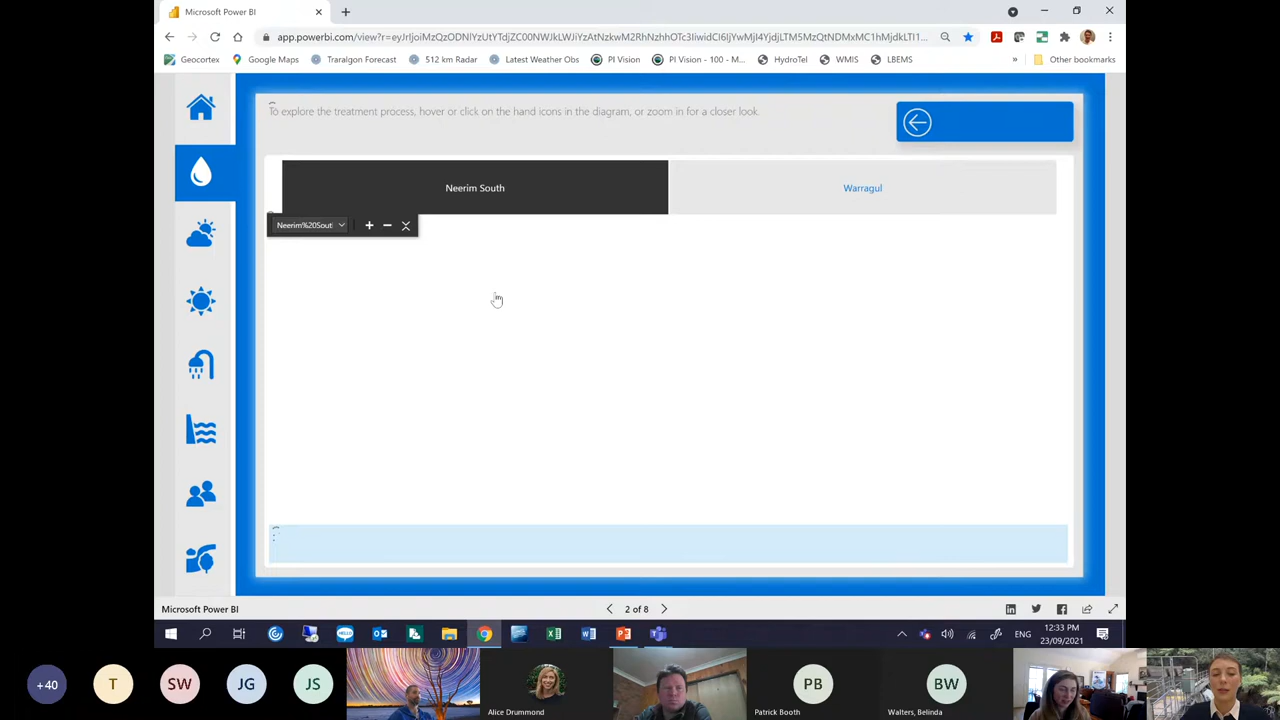 Microsoft Power BI
app.powerbi.com/view?r=
Geocortex
Google Maps
Traralgon Forecast
512 km Radar
Latest Weather Obs
PI Vision
PI Vision - 100 - M...
HydroTel
WMIS
LBEMS
»
Other bookmarks
To explore the treatment process, hover or click on the hand icons in the diagram, or zoom in for a closer look.
Neerim South
Warragul
Neerim%20Sout
Microsoft Power BI
2 of 8
ENG
12:33 PM
23/09/2021
+40
T
SW
JG
JS
Alice Drummond
PB
Patrick Booth
BW
Walters, Belinda